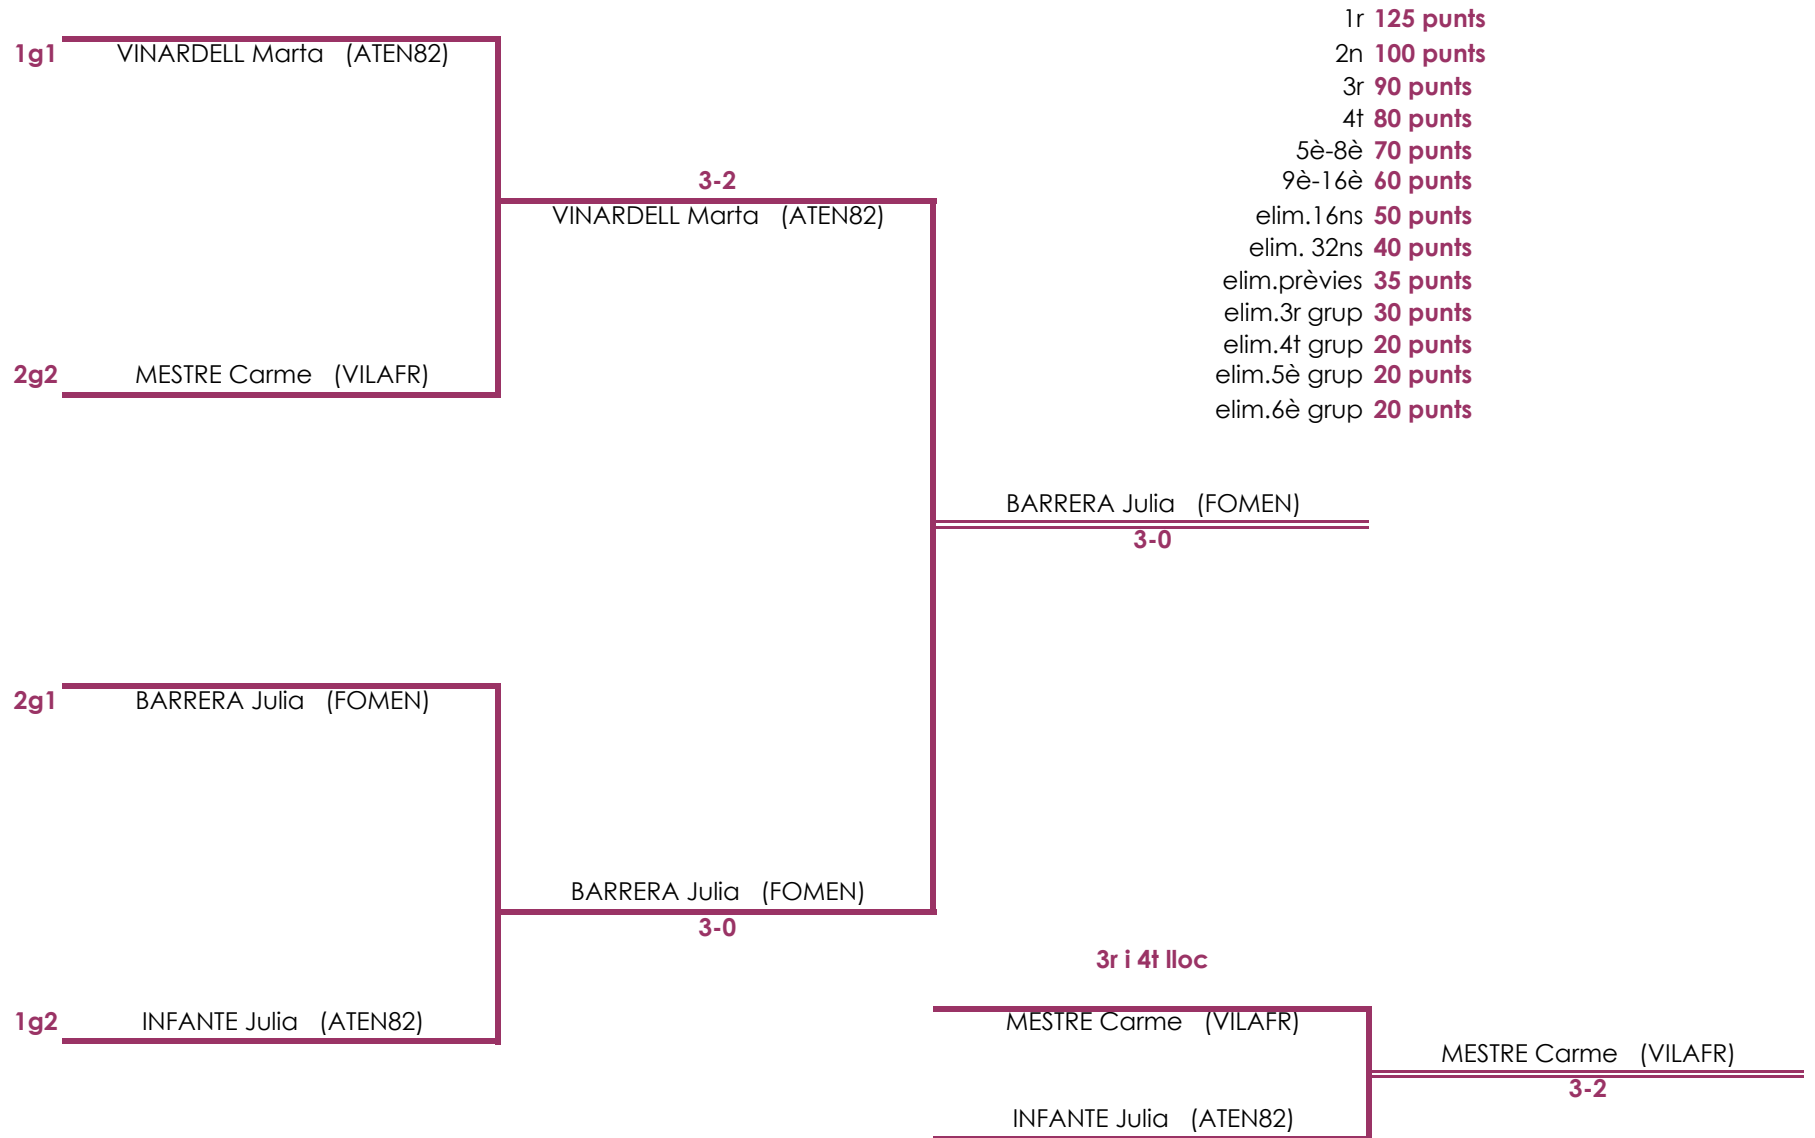 1r 125 punts
1g1 VINARDELL Marta (ATEN82)
2n 100 punts
3r 90 punts
4t 80 punts
5è-8è 70 punts
3-2
9è-16è 60 punts
VINARDELL Marta (ATEN82)
elim.16ns 50 punts
elim. 32ns 40 punts
elim.prèvies 35 punts
elim.3r grup 30 punts
elim.4t grup 20 punts
2g2 MESTRE Carme (VILAFR)
elim.5è grup 20 punts
elim.6è grup 20 punts
BARRERA Julia (FOMEN)
3-0
2g1 BARRERA Julia (FOMEN)
BARRERA Julia (FOMEN)
3-0
3r i 4t lloc
1g2 INFANTE Julia (ATEN82)
MESTRE Carme (VILAFR)
MESTRE Carme (VILAFR)
3-2
INFANTE Julia (ATEN82)